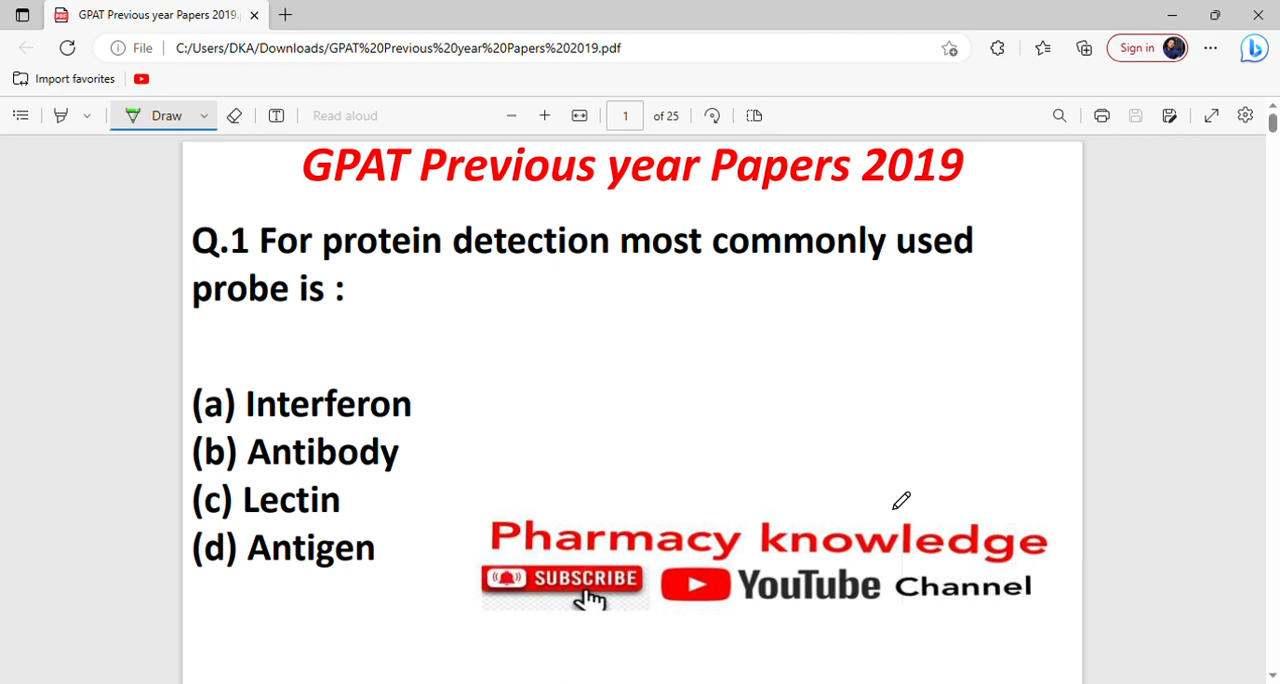 GPAT Previous year Papers 2019.
File
C:/Users/DKA/Downloads/GPAT%20Previous%20year%20Papers%202019.pdf
Sign in
Import favorites
Draw
Read aloud
1 of 25
GPAT Previous year Papers 2019
Q.1 For protein detection most commonly used
probe is :
(a) Interferon
(b) Antibody
(c) Lectin
(d) Antigen
Pharmacy knowledge
SUBSCRIBE YouTube Channel